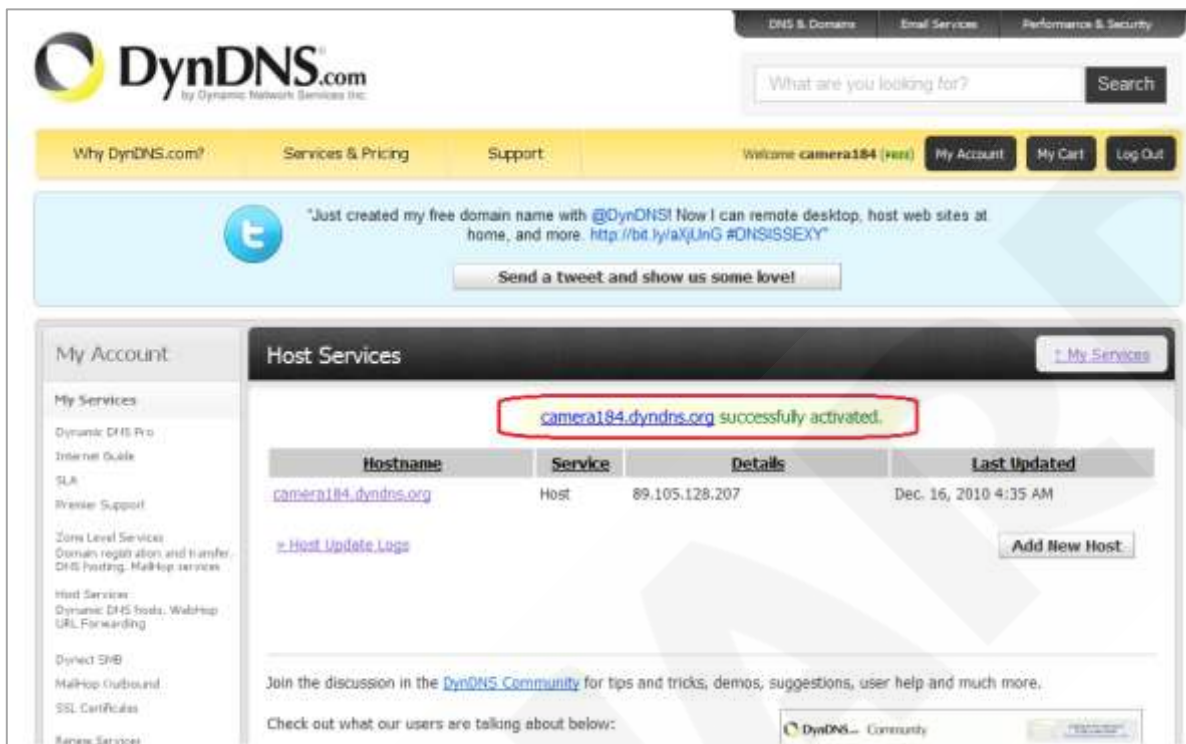 DNS & Domains Email Services Performance & Security
DynDNS.com
by Dynamic Network Services Inc.
What are you looking for? Search
Why DynDNS.com? Services & Pricing Support Welcome camera184 (FREE) My Account My Cart Log Out
"Just created my free domain name with @DynDNS! Now I can remote desktop, host web sites at
home, and more. http://bit.ly/aXjUnG #DNSISSEXY"
Send a tweet and show us some love!
My Account
Host Services
↑ My Services
My Services
Dynamic DNS Pro
Internet Guide
SLA
Premier Support
Zone Level Services
Domain registration and transfer,
DNS hosting, MailHop services
Host Services
Dynamic DNS hosts, WebHop
URL Forwarding
Dynect SMB
MailHop Outbound
SSL Certificates
Renew Services
camera184.dyndns.org successfully activated.
Hostname Service Details Last Updated
camera184.dyndns.org Host 89.105.128.207 Dec. 16, 2010 4:35 AM
» Host Update Logs
Add New Host
Join the discussion in the DynDNS Community for tips and tricks, demos, suggestions, user help and much more.
Check out what our users are talking about below:
DynDNS Community